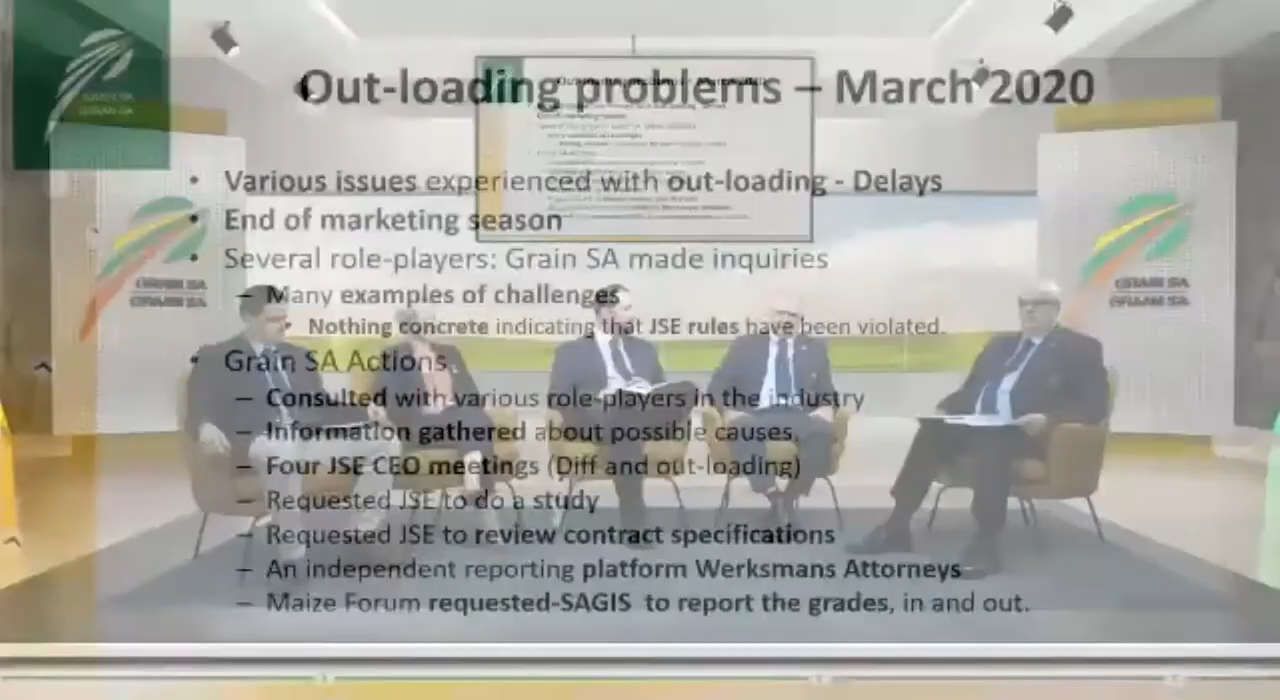 Out-loading problems – March 2020
• Various issues experienced with out-loading - Delays
• End of marketing season
• Several role-players: Grain SA made inquiries
– Many examples of challenges
• Nothing concrete indicating that JSE rules have been violated.
• Grain SA Actions
– Consulted with various role-players in the industry
– Information gathered about possible causes
– Four JSE CEO meetings (Diff and out-loading)
– Requested JSE to do a study
– Requested JSE to review contract specifications
– An independent reporting platform Werksmans Attorneys
– Maize Forum requested-SAGIS to report the grades, in and out.
GRAIN SA
GRAAN SA
GRAIN SA
GRAAN SA